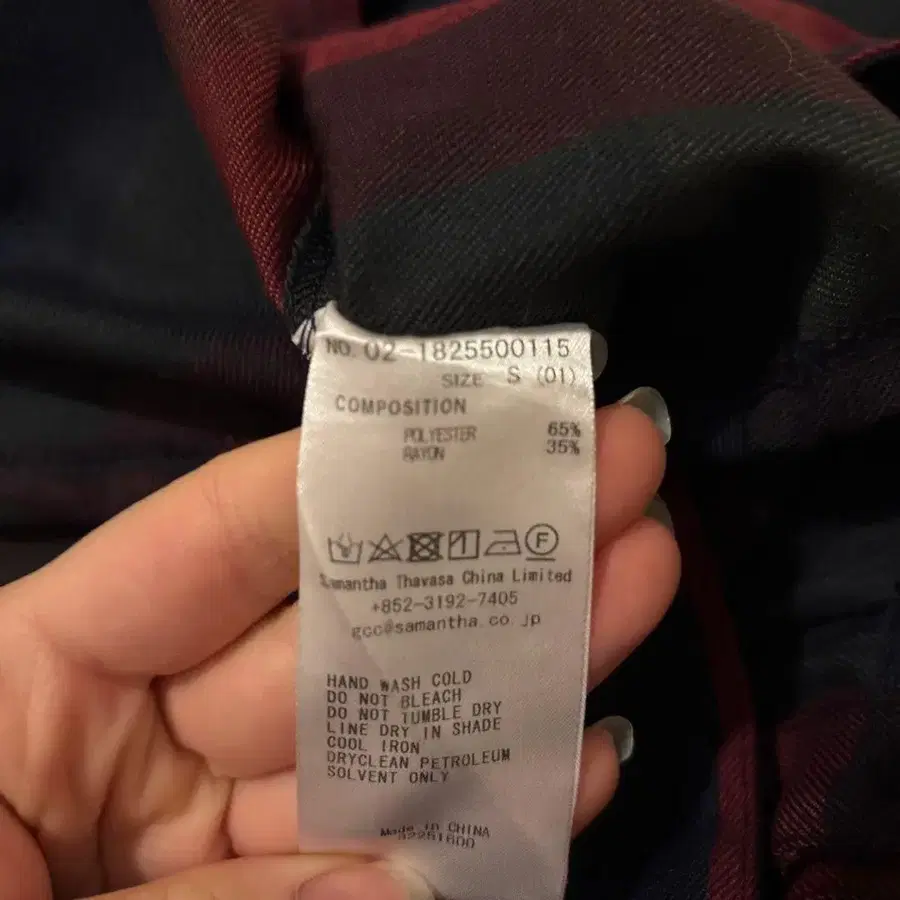 NO. 02-1825500115
SIZE S (01)
COMPOSITION
POLYESTER 65%
RAYON 35%
F
Samantha Thavasa China Limited
+852-3192-7405
gcc@samantha.co.jp
HAND WASH COLD
DO NOT BLEACH
DO NOT TUMBLE DRY
LINE DRY IN SHADE
COOL IRON
DRYCLEAN PETROLEUM
SOLVENT ONLY
Made in CHINA